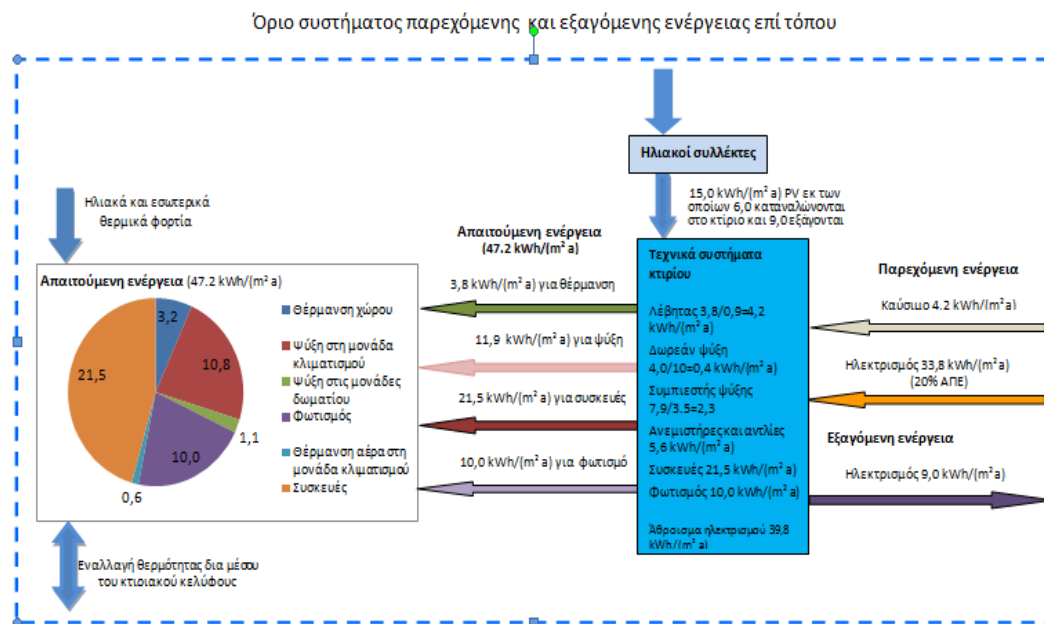 Όριο συστήματος παρεχόμενης και εξαγόμενης ενέργειας επί τόπου
Ηλιακοί συλλέκτες
15,0 kWh/(m² a) PV εκ των
οποίων 6,0 καταναλώνονται
στο κτίριο και 9,0 εξάγονται
Ηλιακά και εσωτερικά
θερμικά φορτία
Απαιτούμενη ενέργεια (47.2 kWh/(m² a)
3,2
10,8
1,1
10,0
0,6
21,5
Θέρμανση χώρου
Ψύξη στη μονάδα
κλιματισμού
Ψύξη στις μονάδες
δωματίου
Φωτισμός
Θέρμανση αέρα στη
μονάδα κλιματισμού
Συσκευές
Εναλλαγή θερμότητας δια μέσου
του κτιριακού κελύφους
Απαιτούμενη ενέργεια
(47.2 kWh/(m² a)
3,8 kWh/(m² a) για θέρμανση
11,9 kWh/(m² a) για ψύξη
21,5 kWh/(m² a) για συσκευές
10,0 kWh/(m² a) για φωτισμό
Τεχνικά συστήματα
κτιρίου
Λέβητας 3,8/0,9=4,2
kWh/(m² a)
Δωρεάν ψύξη
4,0/10=0,4 kWh/(m² a)
Συμπιεστής ψύξης
7,9/3.5=2,3
Ανεμιστήρες και αντλίες
5,6 kWh/(m² a)
Συσκευές 21,5 kWh/(m² a)
Φωτισμός 10,0 kWh/(m² a)
Άθροισμα ηλεκτρισμού 39,8
kWh/(m² a)
Παρεχόμενη ενέργεια
Καύσιμο 4.2 kWh/(m² a)
Ηλεκτρισμός 33,8 kWh/(m² a)
(20% ΑΠΕ)
Εξαγόμενη ενέργεια
Ηλεκτρισμός 9,0 kWh/(m² a)